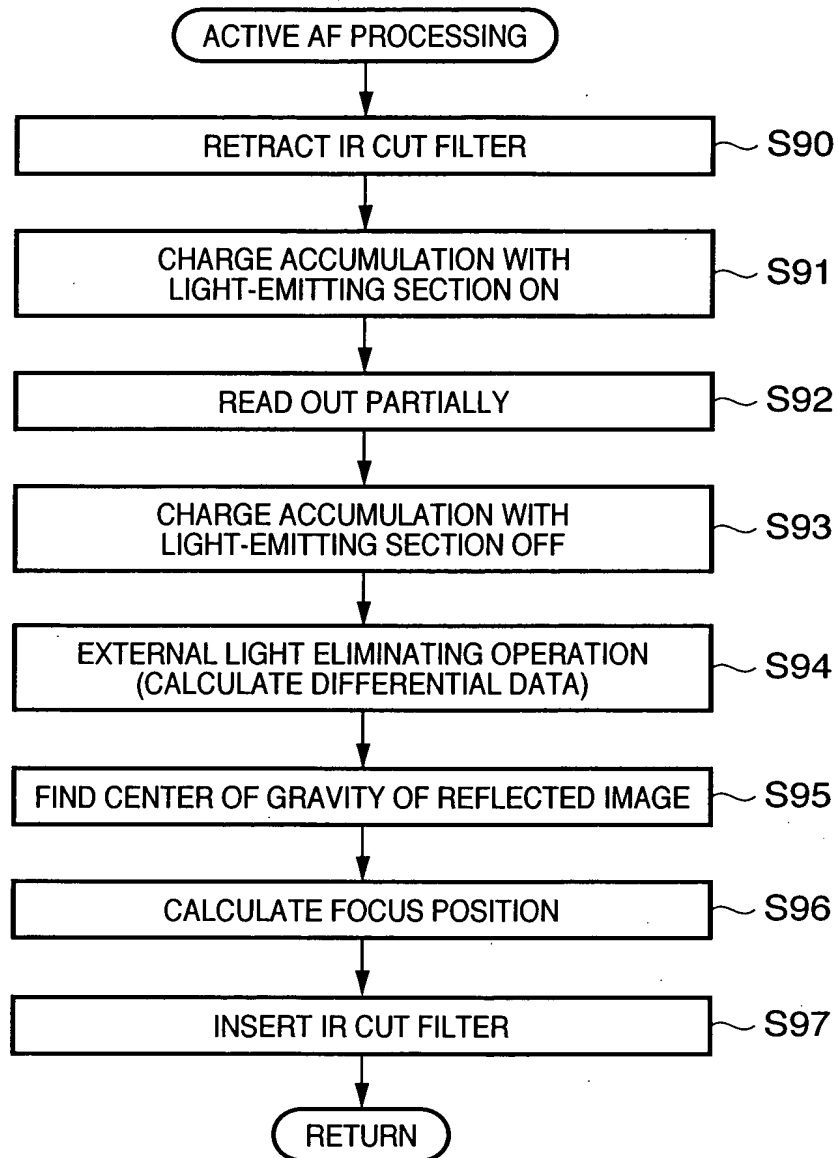 ACTIVE AF PROCESSING
RETRACT IR CUT FILTER
S90
CHARGE ACCUMULATION WITH
LIGHT-EMITTING SECTION ON
S91
READ OUT PARTIALLY
S92
CHARGE ACCUMULATION WITH
LIGHT-EMITTING SECTION OFF
S93
EXTERNAL LIGHT ELIMINATING OPERATION
(CALCULATE DIFFERENTIAL DATA)
S94
FIND CENTER OF GRAVITY OF REFLECTED IMAGE
S95
CALCULATE FOCUS POSITION
S96
INSERT IR CUT FILTER
S97
RETURN